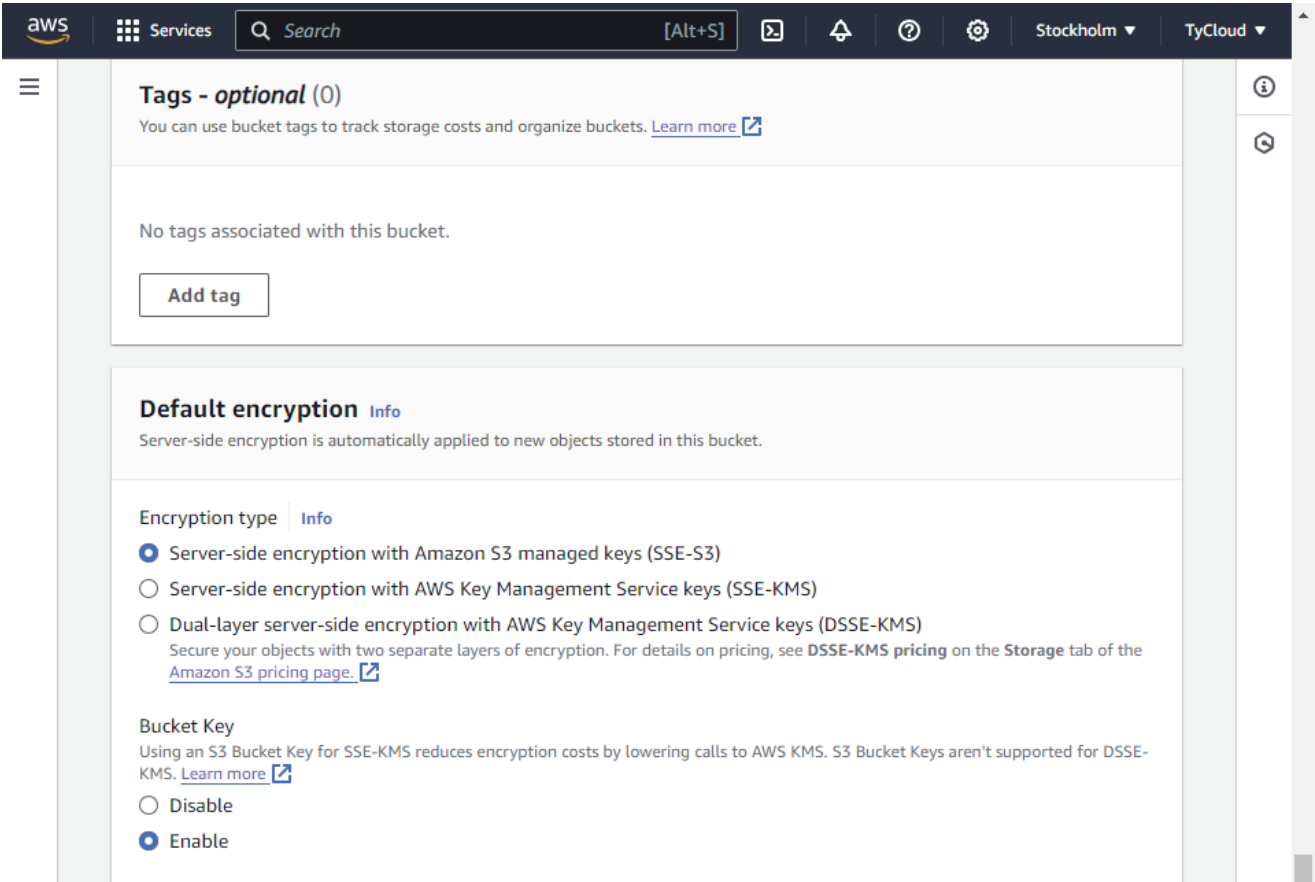 aws
Services
Search
[Alt+S]
Stockholm
TyCloud
Tags - optional (0)
You can use bucket tags to track storage costs and organize buckets. Learn more
No tags associated with this bucket.
Add tag
Default encryption Info
Server-side encryption is automatically applied to new objects stored in this bucket.
Encryption type Info
Server-side encryption with Amazon S3 managed keys (SSE-S3)
Server-side encryption with AWS Key Management Service keys (SSE-KMS)
Dual-layer server-side encryption with AWS Key Management Service keys (DSSE-KMS)
Secure your objects with two separate layers of encryption. For details on pricing, see DSSE-KMS pricing on the Storage tab of the
Amazon S3 pricing page.
Bucket Key
Using an S3 Bucket Key for SSE-KMS reduces encryption costs by lowering calls to AWS KMS. S3 Bucket Keys aren't supported for DSSE-
KMS. Learn more
Disable
Enable